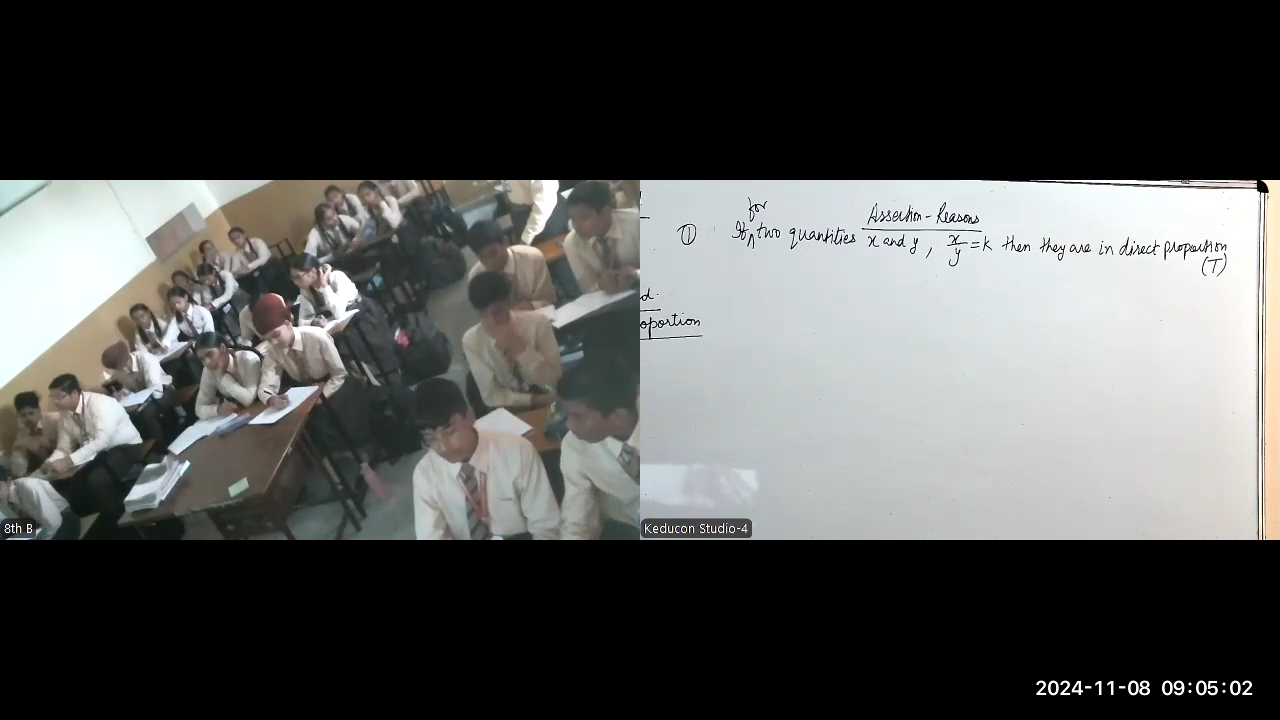 Assertion - Reasons
for
① If ^ two quantities x and y , x/y = k then they are in direct proportion
(T)
d.
oportion
8th B
Keducon Studio-4
2024-11-08 09:05:02